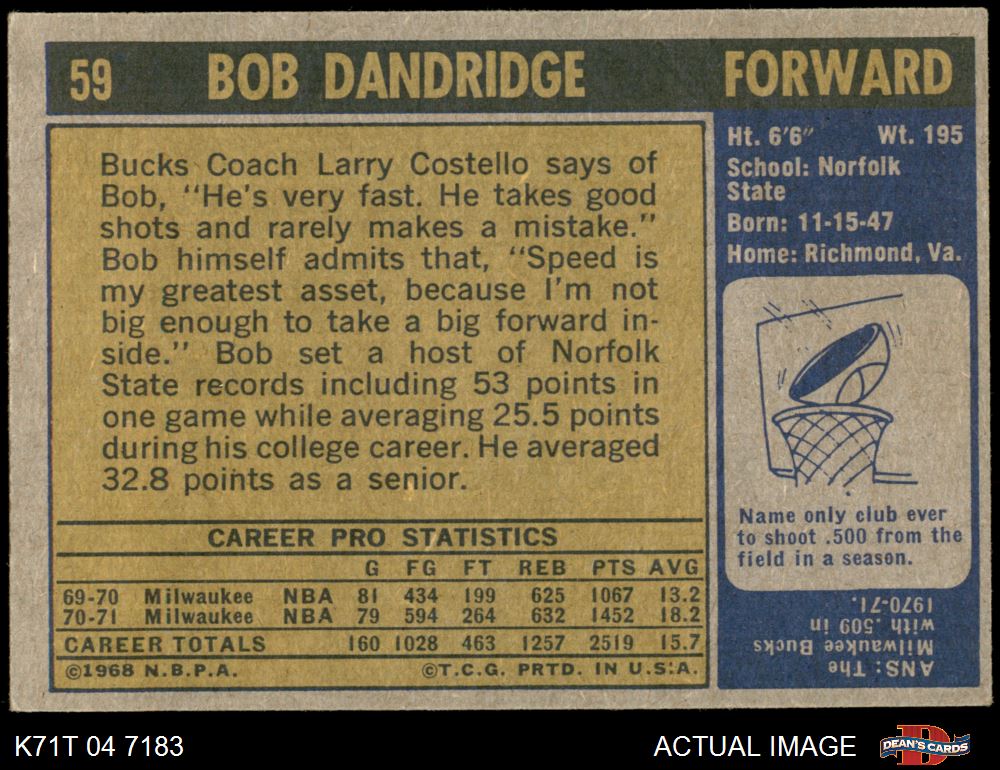 59 BOB DANDRIDGE FORWARD
Bucks Coach Larry Costello says of
Bob, "He's very fast. He takes good
shots and rarely makes a mistake."
Bob himself admits that, "Speed is
my greatest asset, because I'm not
big enough to take a big forward in-
side." Bob set a host of Norfolk
State records including 53 points in
one game while averaging 25.5 points
during his college career. He averaged
32.8 points as a senior.
CAREER PRO STATISTICS
G FG FT REB PTS AVG
69-70 Milwaukee NBA 81 434 199 625 1067 13.2
70-71 Milwaukee NBA 79 594 264 632 1452 18.2
CAREER TOTALS 160 1028 463 1257 2519 15.7
©1968 N.B.P.A. ©T.C.G. PRTD. IN U.S.A.
Ht. 6'6" Wt. 195
School: Norfolk
State
Born: 11-15-47
Home: Richmond, Va.
Name only club ever
to shoot .500 from the
field in a season.
ANS: The
Milwaukee Bucks
with .509 in
1970-71.
K71T 04 7183 ACTUAL IMAGE
D
DEAN'S CARDS